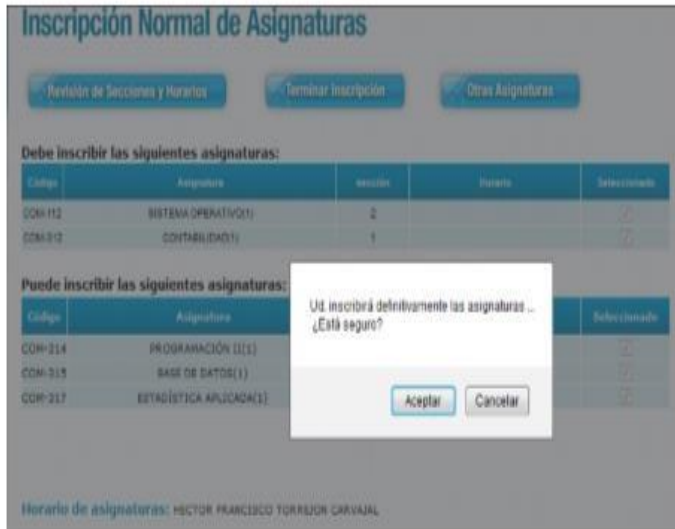 Inscripción Normal de Asignaturas
Revisión de Secciones y Horarios Terminar Inscripción Otras Asignaturas
Debe inscribir las siguientes asignaturas:
Código Asignatura sección Horario Seleccionado
COM-112 SISTEMA OPERATIVO(1) 2
COM-312 CONTABILIDAD(1) 1
Puede inscribir las siguientes asignaturas:
Código Asignatura Seleccionado
COM-214 PROGRAMACIÓN II(1)
COM-315 BASE DE DATOS(1)
COM-317 ESTADÍSTICA APLICADA(1)
Ud. inscribirá definitivamente las asignaturas ...
¿Está seguro?
Aceptar Cancelar
Horario de asignaturas: HECTOR FRANCISCO TORREJON CARVAJAL